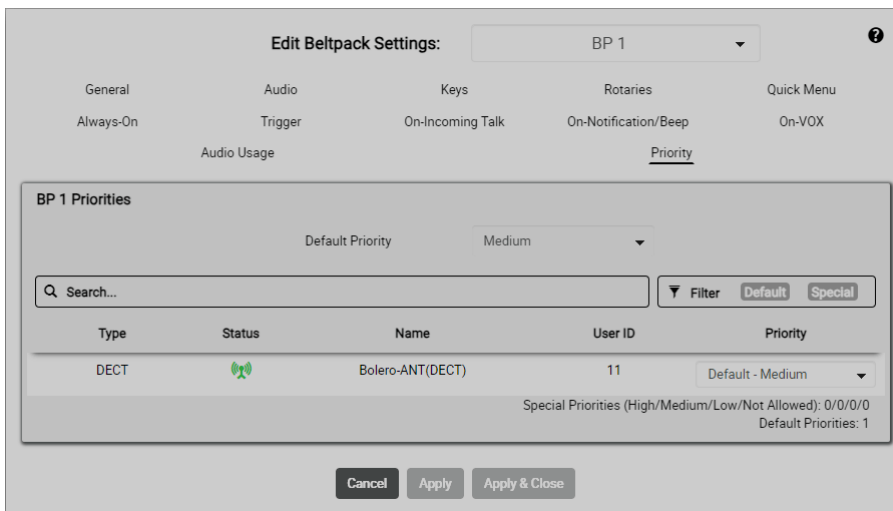 Edit Beltpack Settings: BP 1
General Audio Keys Rotaries Quick Menu
Always-On Trigger On-Incoming Talk On-Notification/Beep On-VOX
Audio Usage Priority
BP 1 Priorities
Default Priority Medium
Search... Filter Default Special
Type Status Name User ID Priority
DECT Bolero-ANT(DECT) 11 Default - Medium
Special Priorities (High/Medium/Low/Not Allowed): 0/0/0/0
Default Priorities: 1
Cancel Apply Apply & Close